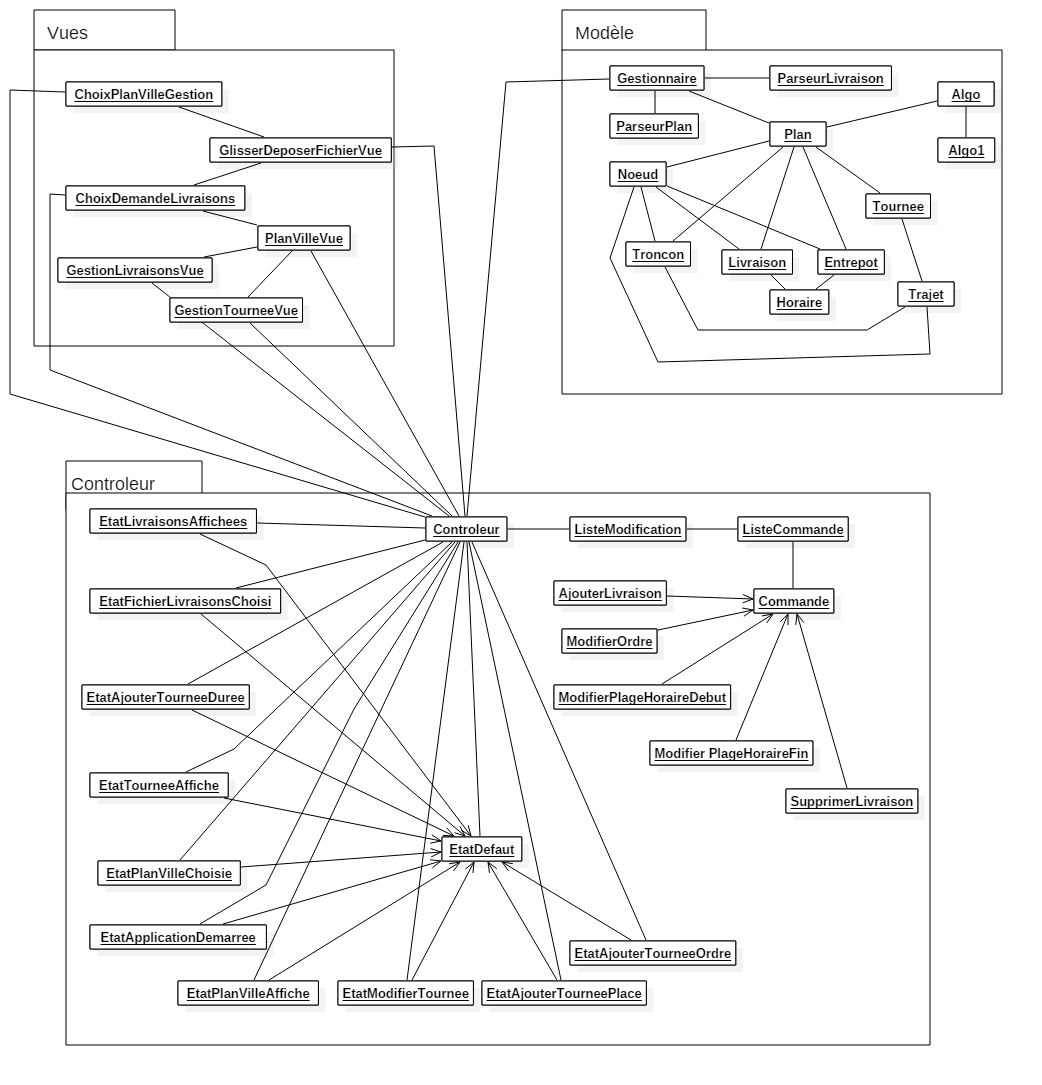 Vues
ChoixPlanVilleGestion
GlisserDeposerFichierVue
ChoixDemandeLivraisons
PlanVilleVue
GestionLivraisonsVue
GestionTourneeVue
Modèle
Gestionnaire
ParseurLivraison
Algo
ParseurPlan
Plan
Algo1
Noeud
Tournee
Troncon
Livraison
Entrepot
Horaire
Trajet
Controleur
EtatLivraisonsAffichees
Controleur
ListeModification
ListeCommande
EtatFichierLivraisonsChoisi
AjouterLivraison
Commande
ModifierOrdre
EtatAjouterTourneeDuree
ModifierPlageHoraireDebut
Modifier PlageHoraireFin
EtatTourneeAffiche
SupprimerLivraison
EtatDefaut
EtatPlanVilleChoisie
EtatApplicationDemarree
EtatAjouterTourneeOrdre
EtatPlanVilleAffiche
EtatModifierTournee
EtatAjouterTourneePlace